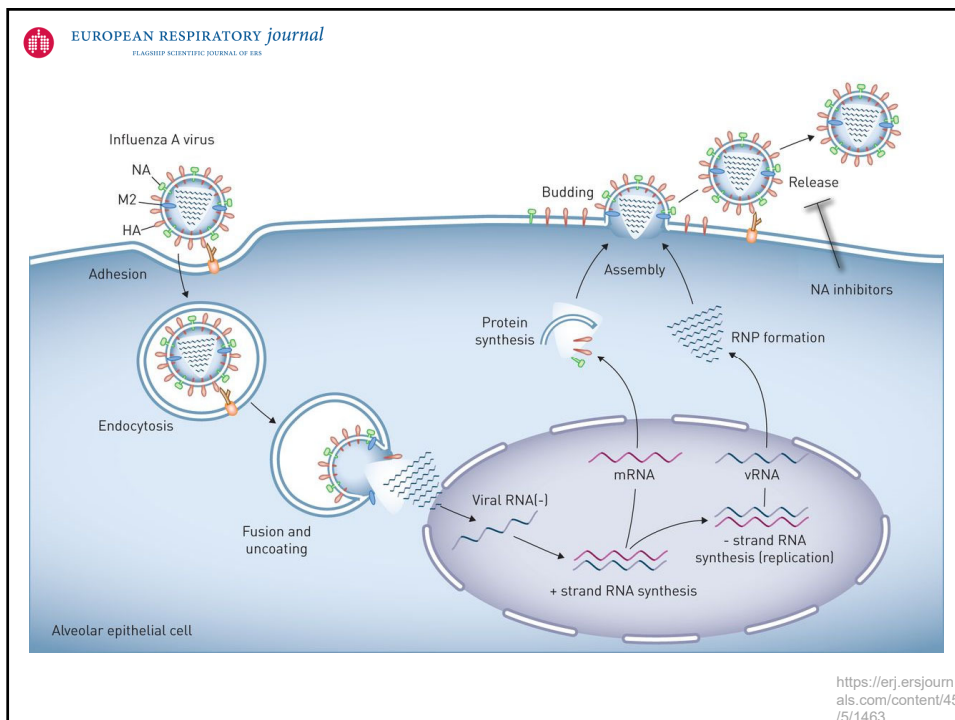 EUROPEAN RESPIRATORY journal
FLAGSHIP SCIENTIFIC JOURNAL OF ERS
Influenza A virus
NA
M2
HA
Adhesion
Endocytosis
Fusion and
uncoating
Viral RNA(-)
+ strand RNA synthesis
mRNA
vRNA
- strand RNA
synthesis (replication)
Protein
synthesis
RNP formation
Assembly
Budding
Release
NA inhibitors
Alveolar epithelial cell
https://erj.ersjourn
als.com/content/45
/5/1463